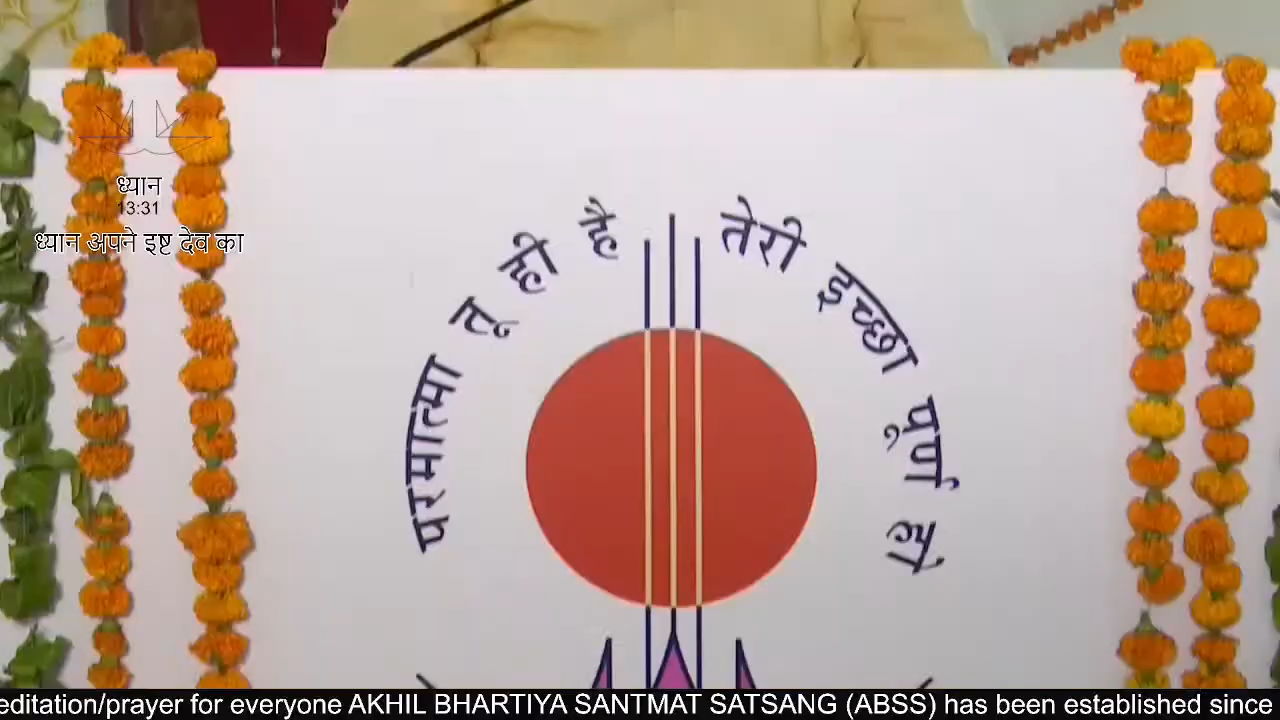 ध्यान
13:31
ध्यान अपने इष्ट देव का
परमात्मा तू ही है
तेरी इच्छा पूर्ण हो
editation/prayer for everyone AKHIL BHARTIYA SANTMAT SATSANG (ABSS) has been established since